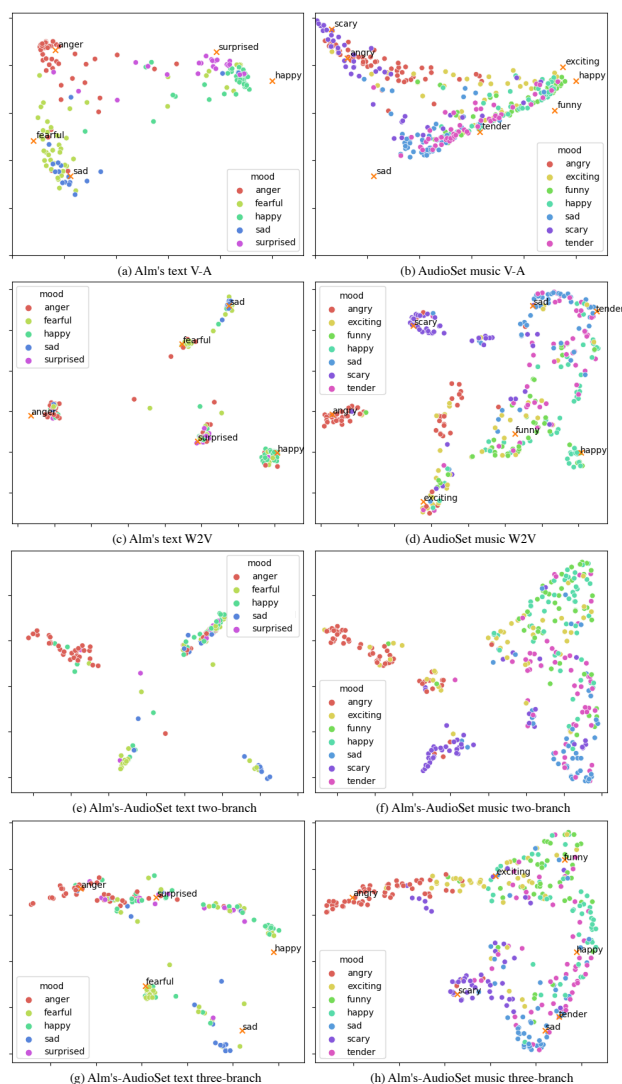 anger
surprised
happy
fearful
sad
mood
anger
fearful
happy
sad
surprised
(a) Alm's text V-A
scary
angry
exciting
happy
funny
tender
sad
mood
angry
exciting
funny
happy
sad
scary
tender
(b) AudioSet music V-A
mood
anger
fearful
happy
sad
surprised
sad
fearful
anger
surprised
happy
(c) Alm's text W2V
mood
angry
exciting
funny
happy
sad
scary
tender
sad
tender
scary
angry
funny
happy
exciting
(d) AudioSet music W2V
mood
anger
fearful
happy
sad
surprised
(e) Alm's-AudioSet text two-branch
mood
angry
exciting
funny
happy
sad
scary
tender
(f) Alm's-AudioSet music two-branch
anger
surprised
happy
fearful
sad
mood
anger
fearful
happy
sad
surprised
(g) Alm's-AudioSet text three-branch
funny
exciting
angry
happy
scary
tender
sad
mood
angry
exciting
funny
happy
sad
scary
tender
(h) Alm's-AudioSet music three-branch